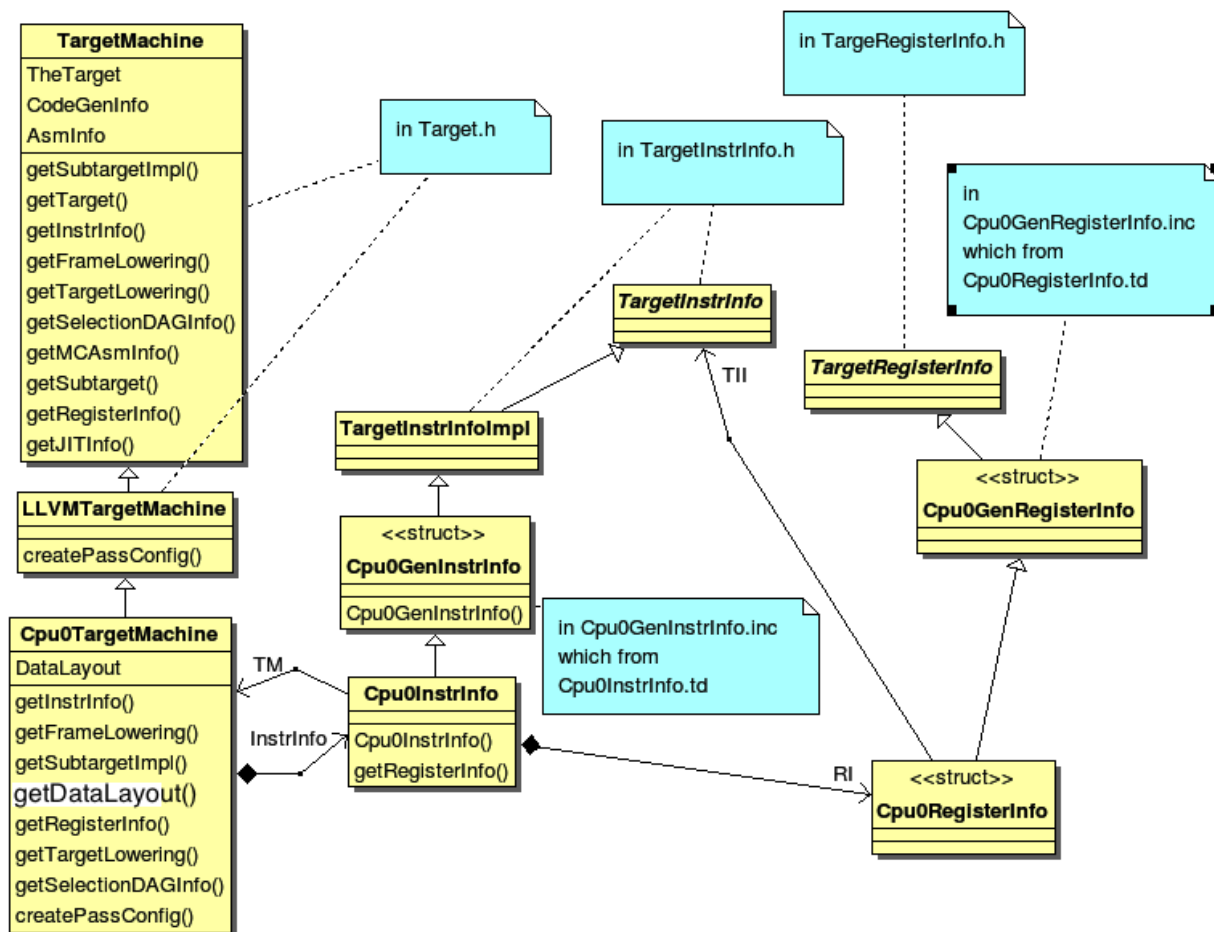 TargetMachine
TheTarget
CodeGenInfo
AsmInfo
getSubtargetImpl()
getTarget()
getInstrInfo()
getFrameLowering()
getTargetLowering()
getSelectionDAGInfo()
getMCAsmInfo()
getSubtarget()
getRegisterInfo()
getJITInfo()
LLVMTargetMachine
createPassConfig()
Cpu0TargetMachine
DataLayout
getInstrInfo()
getFrameLowering()
getSubtargetImpl()
getDataLayout()
getRegisterInfo()
getTargetLowering()
getSelectionDAGInfo()
createPassConfig()
TM
InstrInfo
in Target.h
in TargetInstrInfo.h
in TargeRegisterInfo.h
in
Cpu0GenRegisterInfo.inc
which from
Cpu0RegisterInfo.td
TargetInstrInfo
TII
TargetRegisterInfo
TargetInstrInfoImpl
<<struct>>
Cpu0GenInstrInfo
Cpu0GenInstrInfo()
<<struct>>
Cpu0GenRegisterInfo
in Cpu0GenInstrInfo.inc
which from
Cpu0InstrInfo.td
Cpu0InstrInfo
Cpu0InstrInfo()
getRegisterInfo()
RI
<<struct>>
Cpu0RegisterInfo